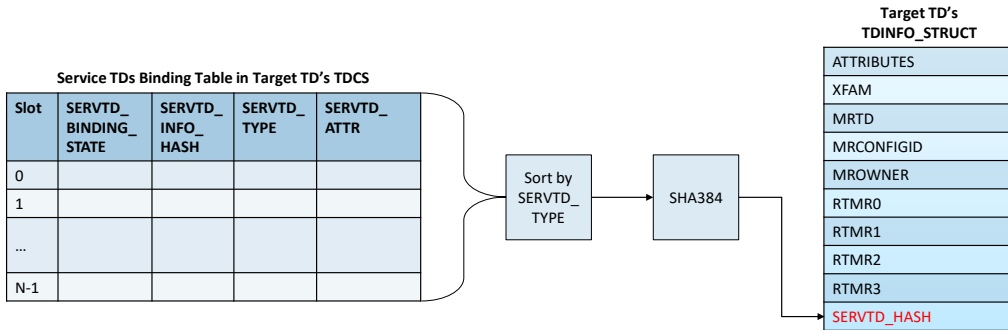 Target TD's
TDINFO_STRUCT
Service TDs Binding Table in Target TD's TDCS
Slot
SERVTD_
BINDING_
STATE
SERVTD_
INFO_
HASH
SERVTD_
TYPE
SERVTD_
ATTR
0
1
...
N-1
Sort by
SERVTD_
TYPE
SHA384
ATTRIBUTES
XFAM
MRTD
MRCONFIGID
MROWNER
RTMR0
RTMR1
RTMR2
RTMR3
SERVTD_HASH